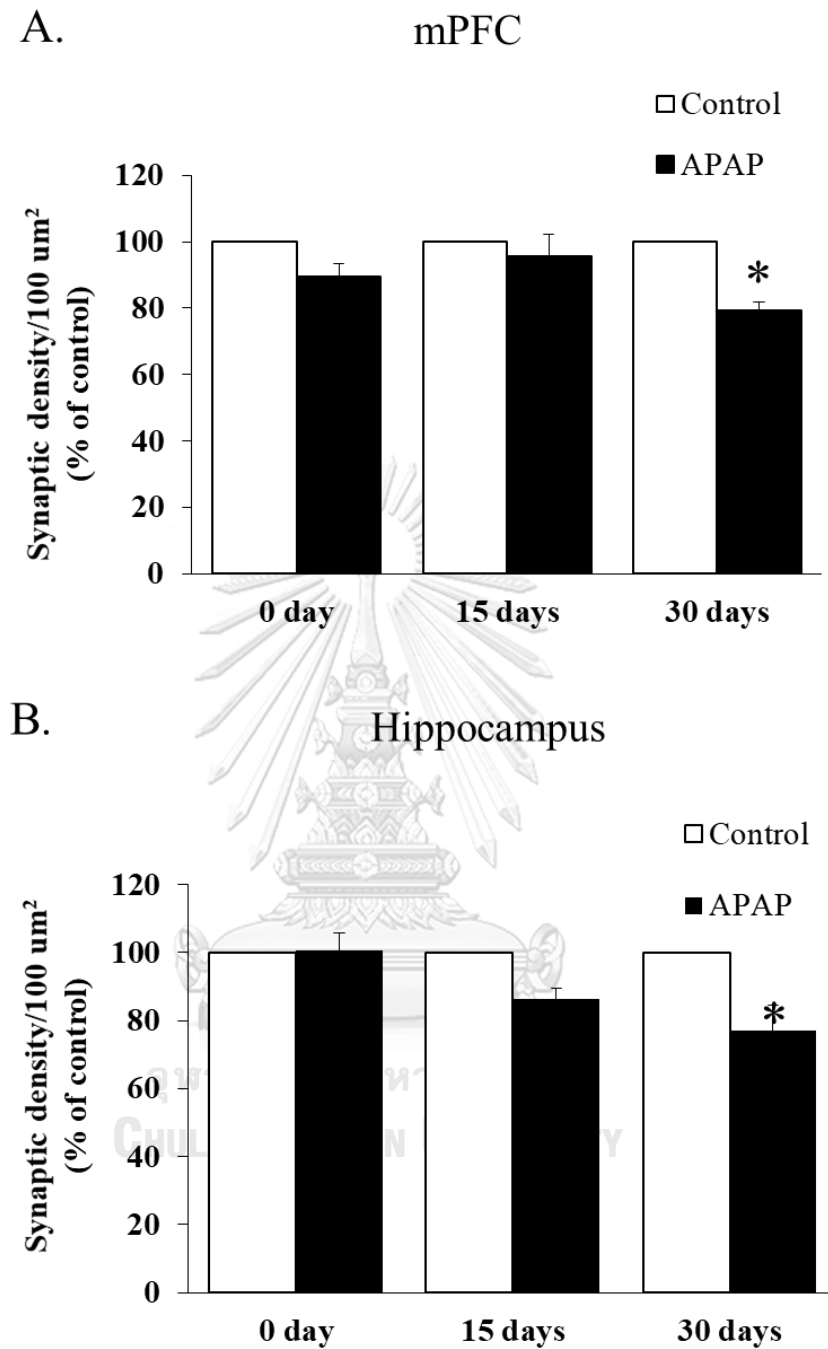 A.
mPFC
Control
APAP
Synaptic density/100 um²
(% of control)
120
100
80
60
40
20
0
0 day
15 days
30 days
*
B.
Hippocampus
Control
APAP
Synaptic density/100 um²
(% of control)
120
100
80
60
40
20
0
0 day
15 days
30 days
*